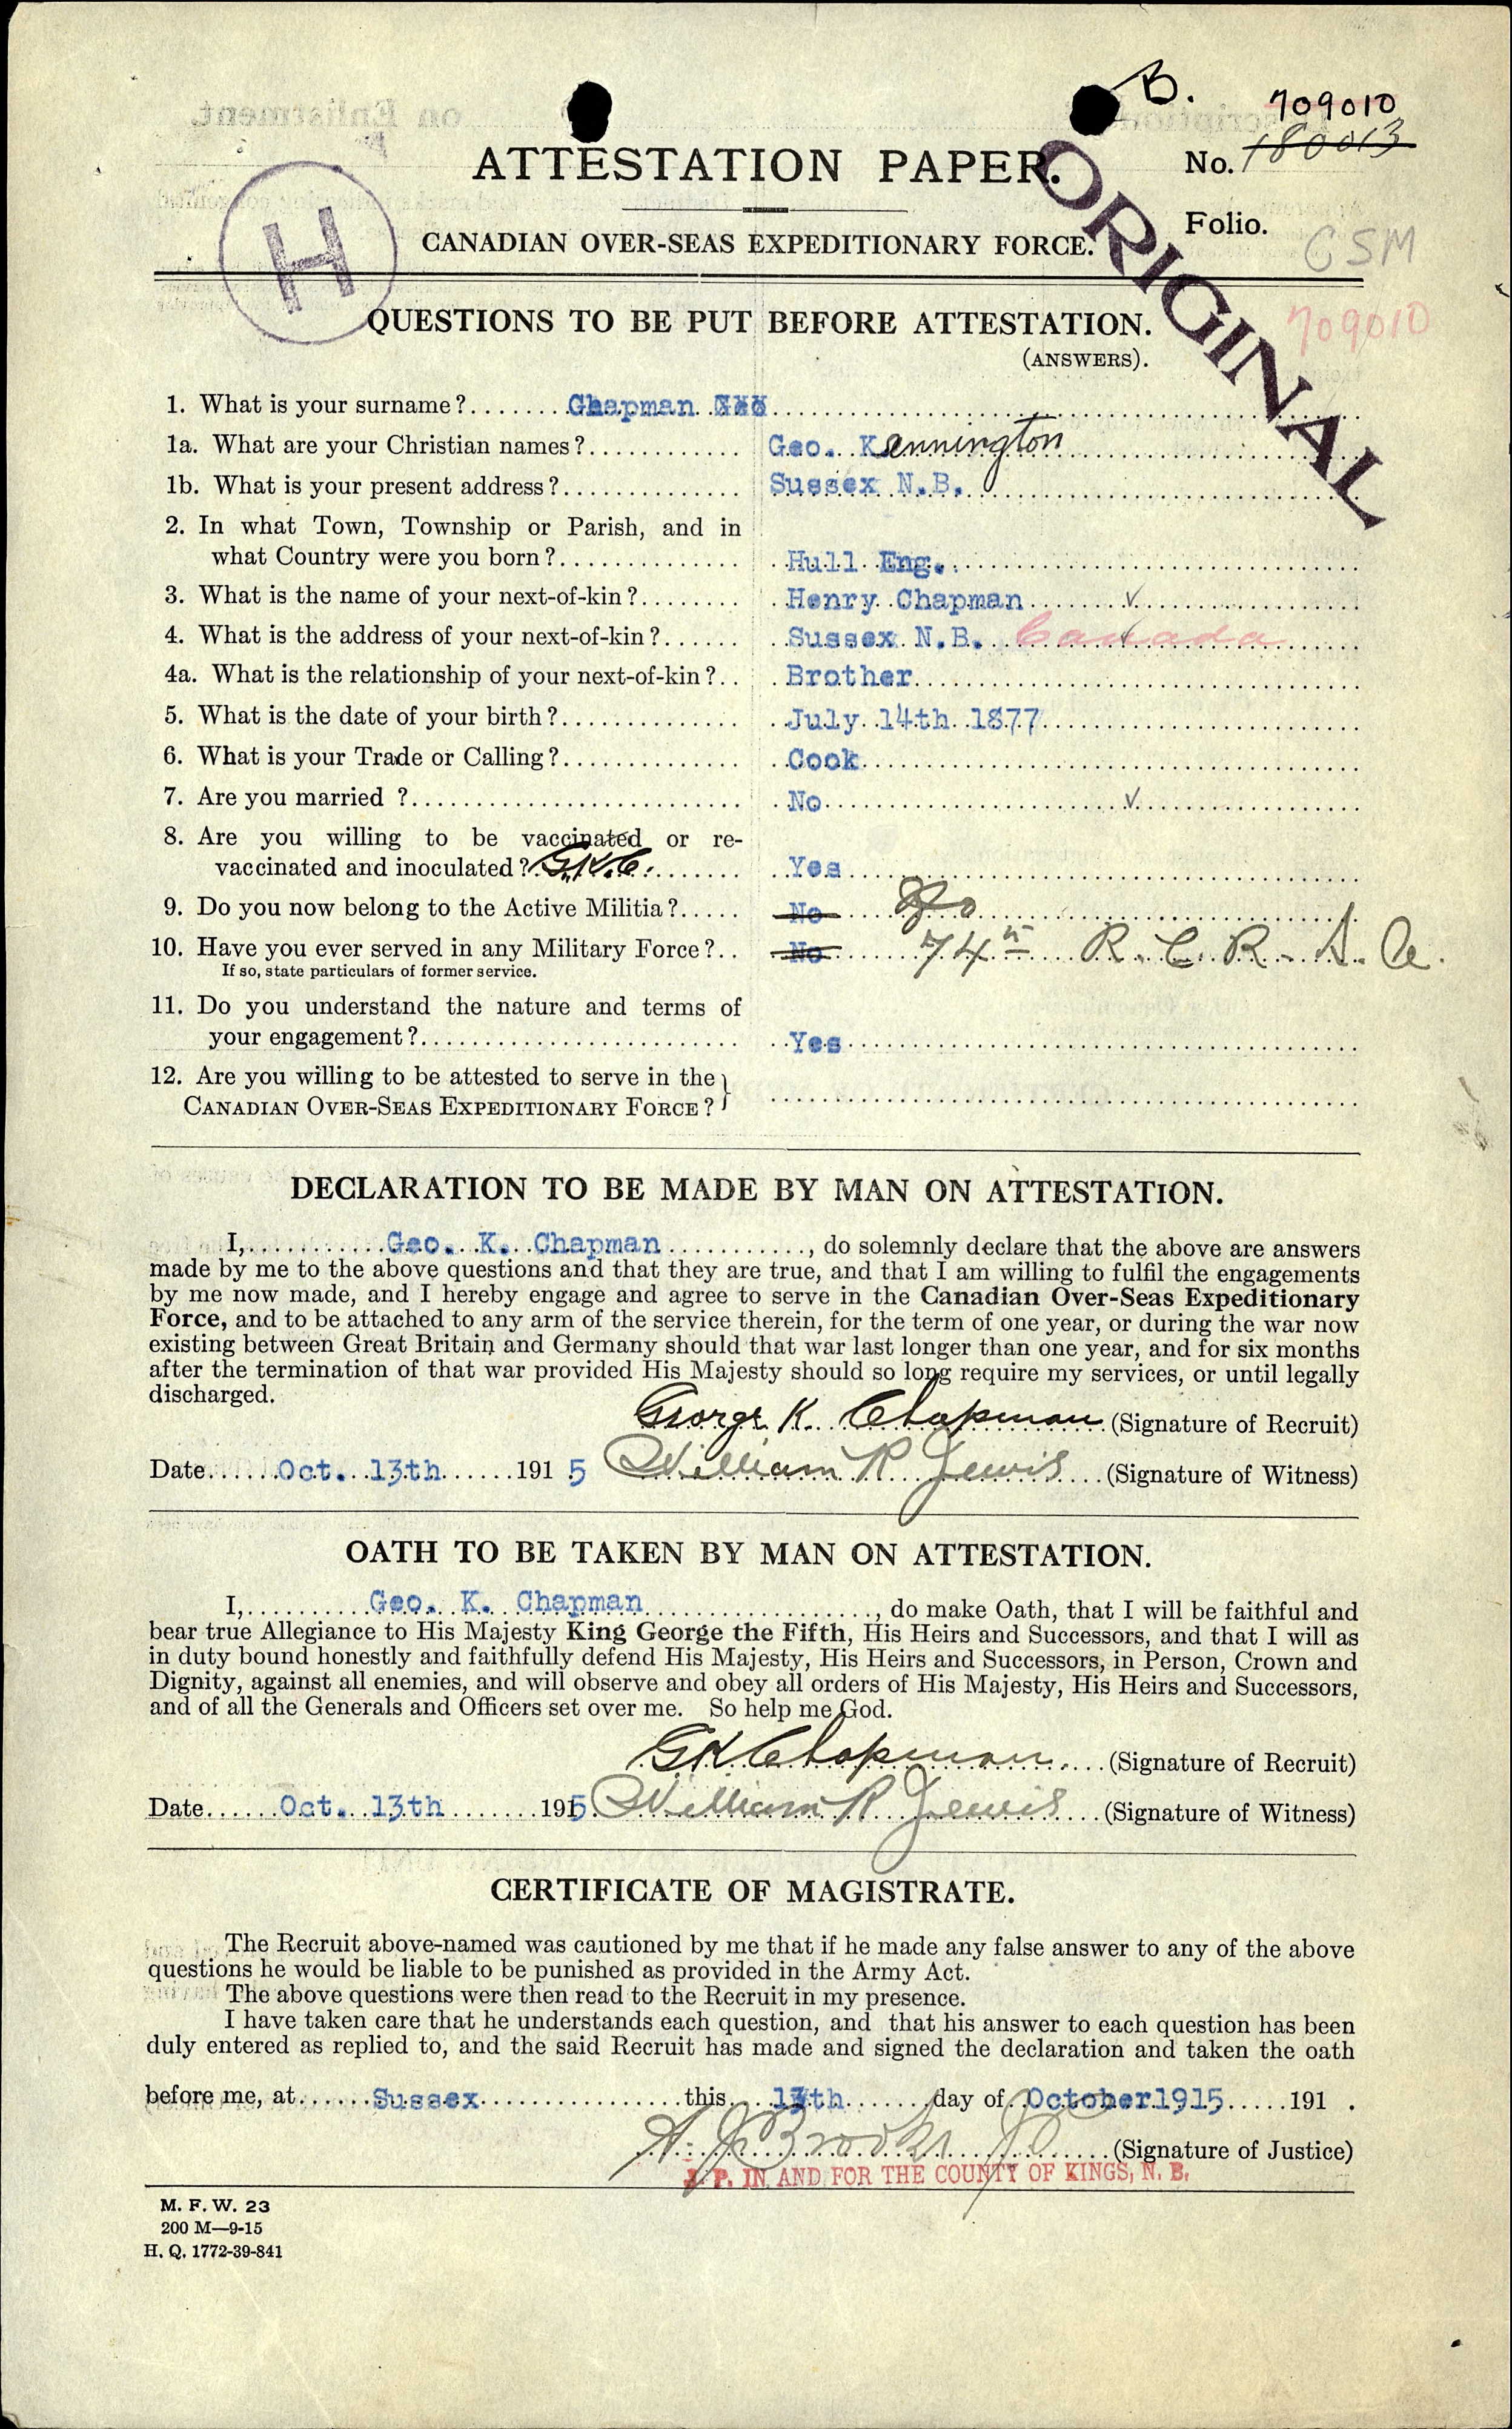 B.
709010
ATTESTATION PAPER.
No. 180013
ORIGINAL
Folio.
CANADIAN OVER-SEAS EXPEDITIONARY FORCE.
CSM
H
QUESTIONS TO BE PUT BEFORE ATTESTATION.
709010
(ANSWERS).
1. What is your surname? Chapman
1a. What are your Christian names? Geo. Kennington
1b. What is your present address? Sussex N.B.
2. In what Town, Township or Parish, and in
what Country were you born? Hull Eng.
3. What is the name of your next-of-kin? Henry Chapman
4. What is the address of your next-of-kin? Sussex N.B. Canada
4a. What is the relationship of your next-of-kin? Brother
5. What is the date of your birth? July 14th 1877
6. What is your Trade or Calling? Cook
7. Are you married ? No
8. Are you willing to be vaccinated or re-
vaccinated and inoculated? G.K.C. Yes
9. Do you now belong to the Active Militia? No
10. Have you ever served in any Military Force? No 74th R. C. R.
If so, state particulars of former service.
11. Do you understand the nature and terms of
your engagement? Yes
12. Are you willing to be attested to serve in the
CANADIAN OVER-SEAS EXPEDITIONARY FORCE?
DECLARATION TO BE MADE BY MAN ON ATTESTATION.
I, Geo. K. Chapman, do solemnly declare that the above are answers
made by me to the above questions and that they are true, and that I am willing to fulfil the engagements
by me now made, and I hereby engage and agree to serve in the Canadian Over-Seas Expeditionary
Force, and to be attached to any arm of the service therein, for the term of one year, or during the war now
existing between Great Britain and Germany should that war last longer than one year, and for six months
after the termination of that war provided His Majesty should so long require my services, or until legally
discharged.
George K. Chapman (Signature of Recruit)
Date Oct. 13th 191 5 William R Lewis (Signature of Witness)
OATH TO BE TAKEN BY MAN ON ATTESTATION.
I, Geo. K. Chapman, do make Oath, that I will be faithful and
bear true Allegiance to His Majesty King George the Fifth, His Heirs and Successors, and that I will as
in duty bound honestly and faithfully defend His Majesty, His Heirs and Successors, in Person, Crown and
Dignity, against all enemies, and will observe and obey all orders of His Majesty, His Heirs and Successors,
and of all the Generals and Officers set over me. So help me God.
GK Chapman (Signature of Recruit)
Date Oct. 13th 1915 William R Lewis (Signature of Witness)
CERTIFICATE OF MAGISTRATE.
The Recruit above-named was cautioned by me that if he made any false answer to any of the above
questions he would be liable to be punished as provided in the Army Act.
The above questions were then read to the Recruit in my presence.
I have taken care that he understands each question, and that his answer to each question has been
duly entered as replied to, and the said Recruit has made and signed the declaration and taken the oath
before me, at Sussex this 13th day of October 1915 191 .
(Signature of Justice)
J. P. IN AND FOR THE COUNTY OF KINGS, N. B.
M. F. W. 23
200 M—9-15
H. Q. 1772-39-841